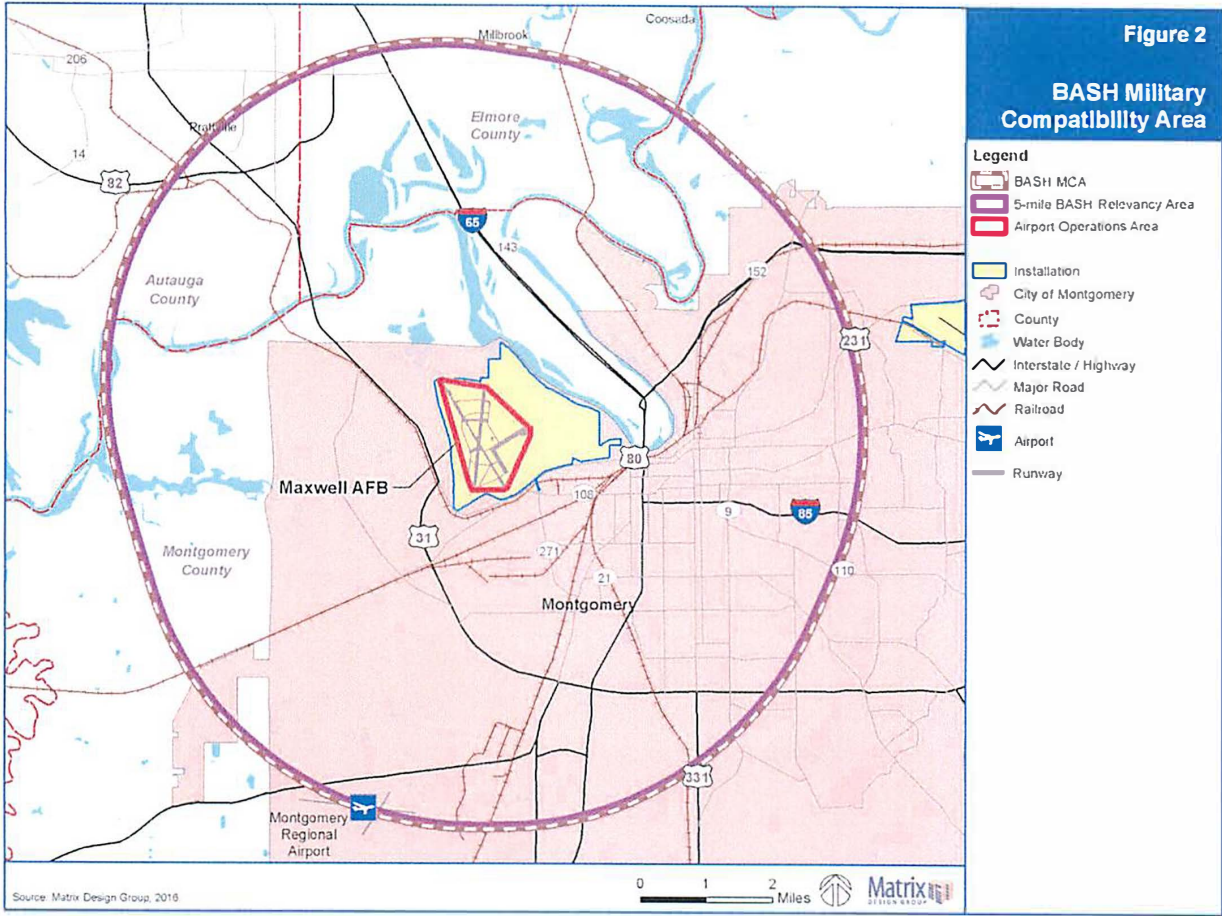 Figure 2
BASH Military
Compatibility Area
Legend
BASH MCA
5-mile BASH Relevancy Area
Airport Operations Area
Installation
City of Montgomery
County
Water Body
Interstate / Highway
Major Road
Railroad
Airport
Runway
Coosada
Millbrook
206
Elmore
County
Prattville
14
82
65
143
152
Autauga
County
231
80
Maxwell AFB
108
9
85
31
271
Montgomery
County
110
21
Montgomery
331
Montgomery
Regional
Airport
Source: Matrix Design Group, 2016
0 1 2
Miles
Matrix
DESIGN GROUP